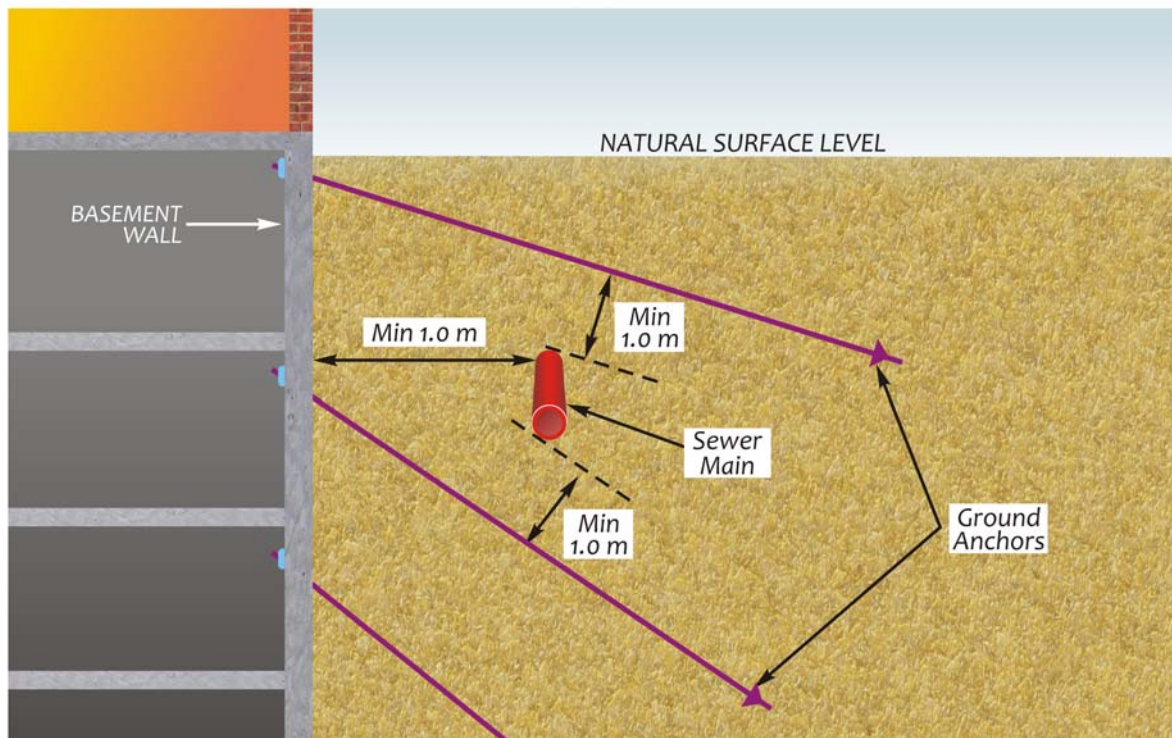 NATURAL SURFACE LEVEL
BASEMENT
WALL
Min 1.0 m
Min
1.0 m
Sewer
Main
Min
1.0 m
Ground
Anchors